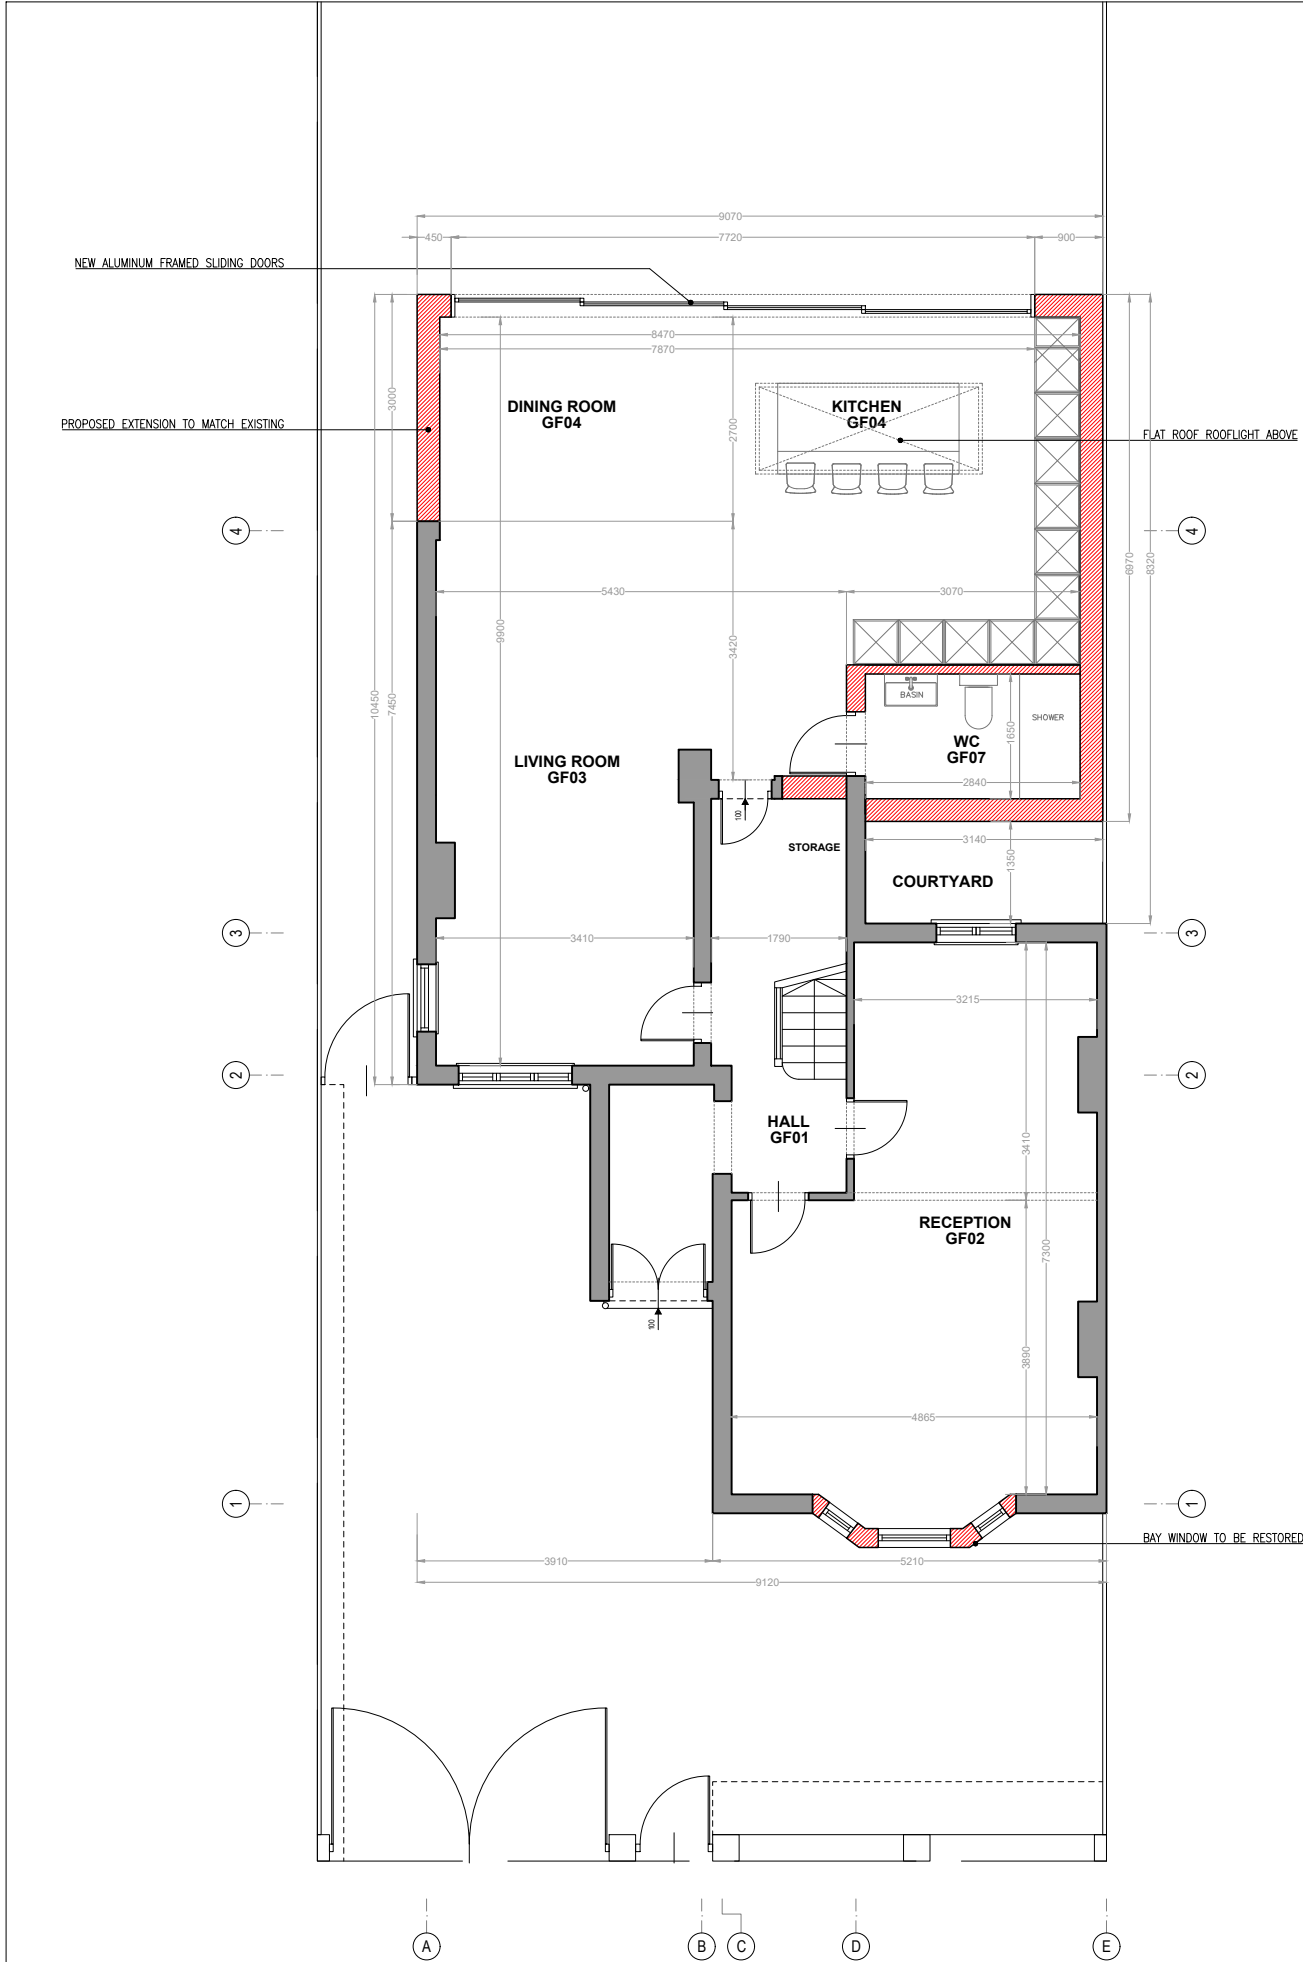 9070
450
7720
900
NEW ALUMINUM FRAMED SLIDING DOORS
8470
7870
3000
DINING ROOM
GF04
KITCHEN
GF04
2700
PROPOSED EXTENSION TO MATCH EXISTING
FLAT ROOF ROOFLIGHT ABOVE
4
4
6970
8320
5430
3070
9900
3420
10450
7450
BASIN
SHOWER
1650
WC
GF07
LIVING ROOM
GF03
2840
100
STORAGE
3140
1350
COURTYARD
3
3
3410
1790
3215
2
2
HALL
GF01
3410
RECEPTION
GF02
7300
100
3890
4865
1
1
BAY WINDOW TO BE RESTORED
3910
5210
9120
A
B
C
D
E